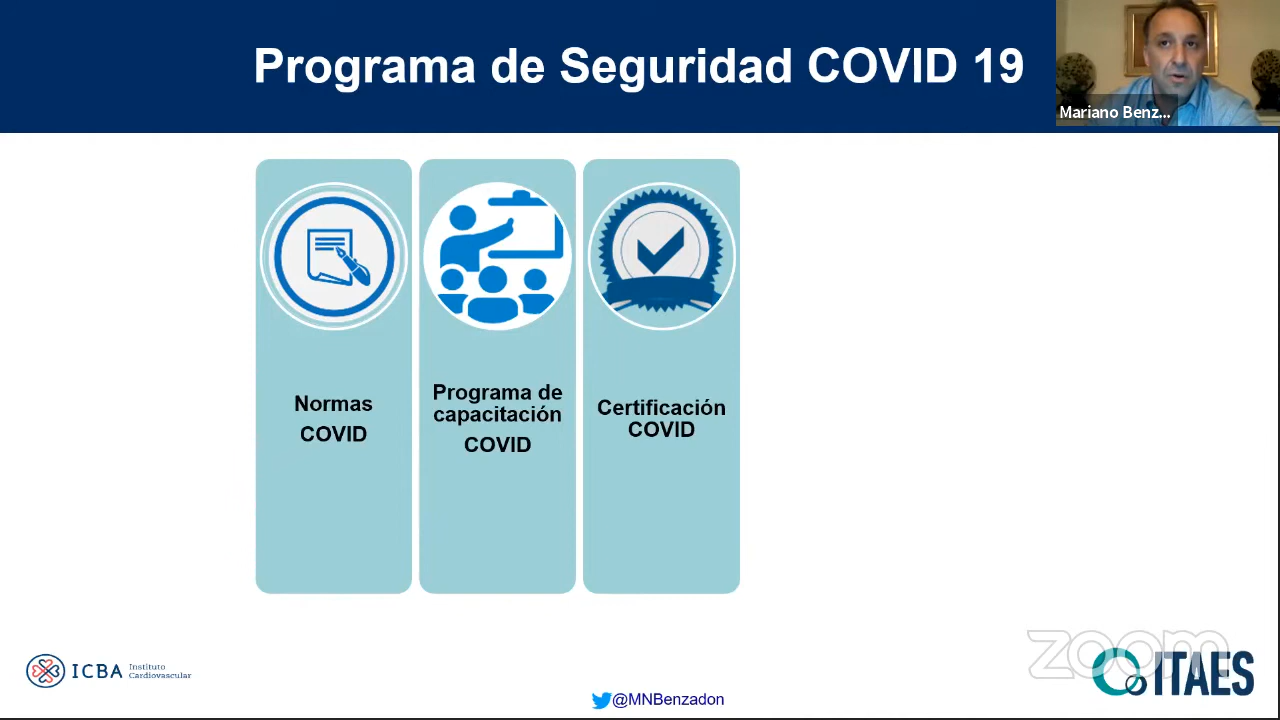 Programa de Seguridad COVID 19
Mariano Benz...
Normas
COVID
Programa de
capacitación
COVID
Certificación
COVID
ICBA
Instituto
Cardiovascular
zoom
ITAES
@MNBenzadon